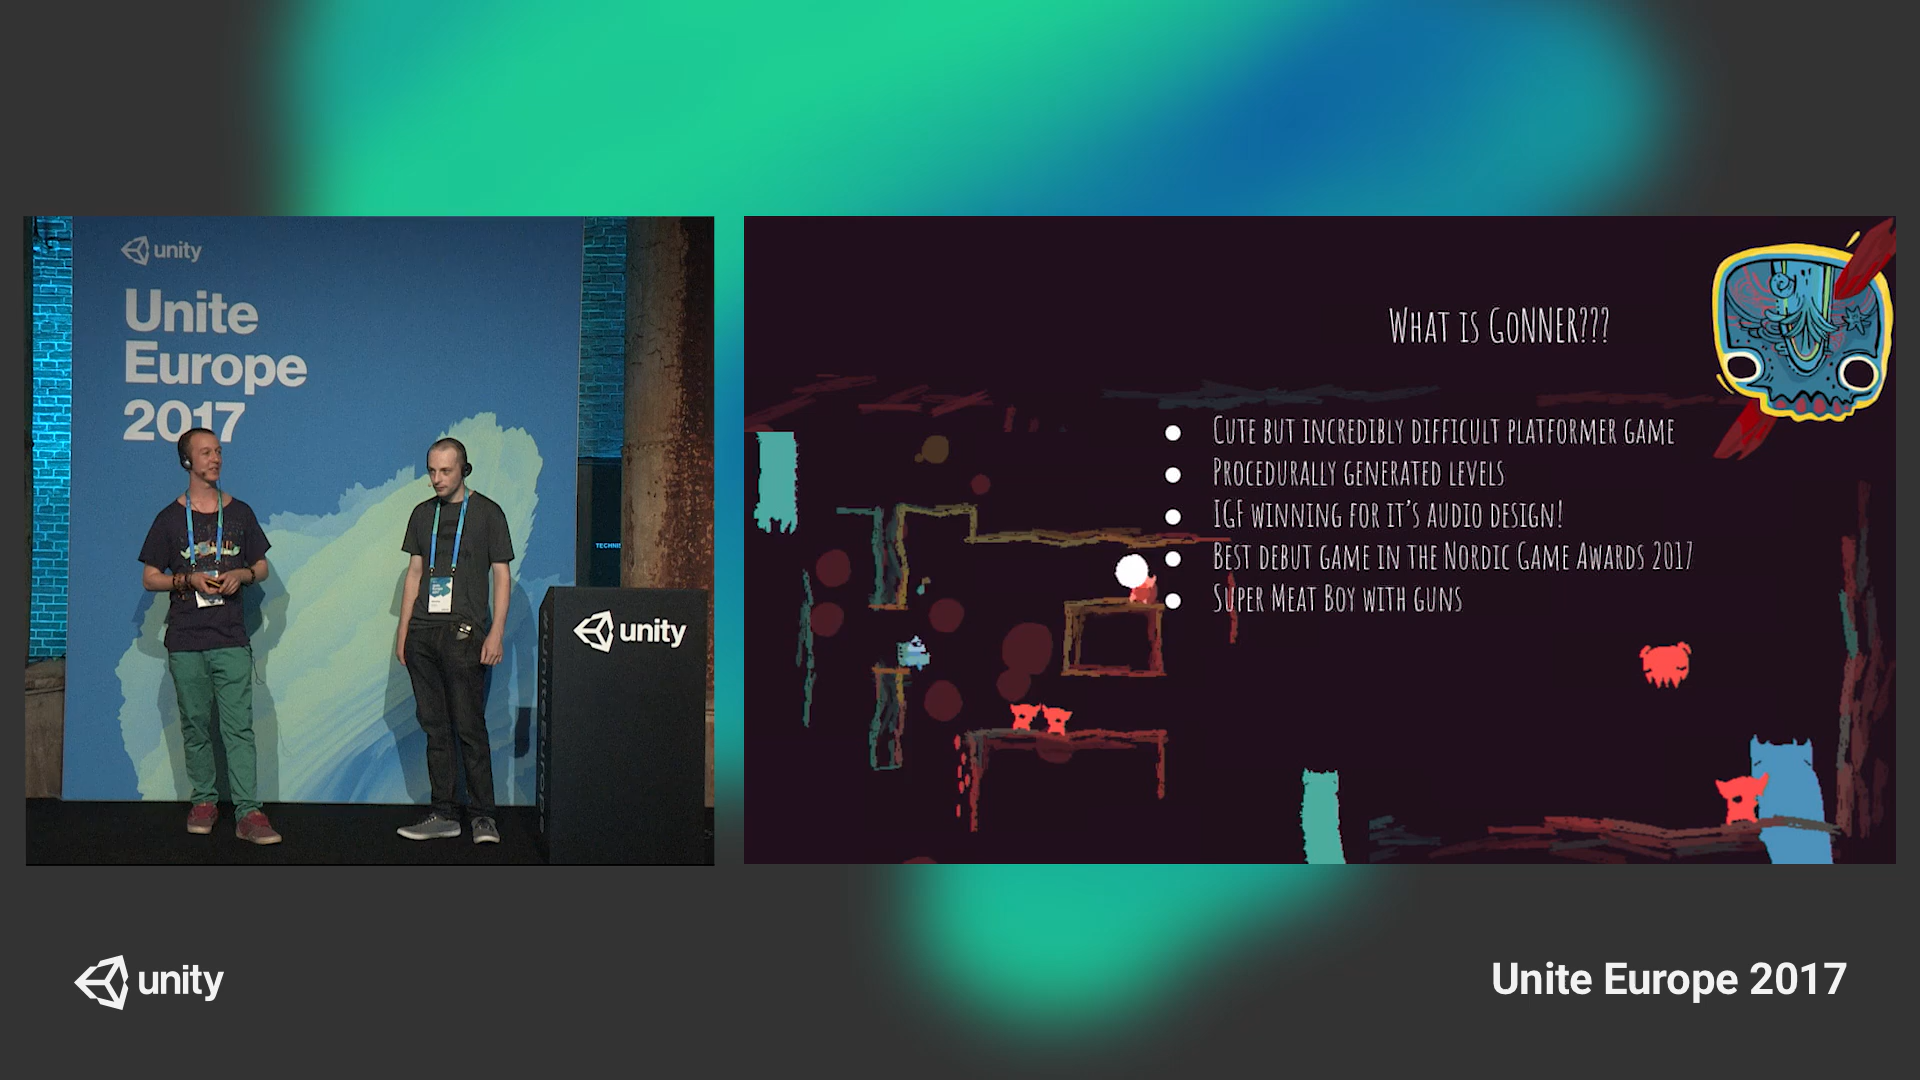 unity
Unite
Europe
2017
unity
WHAT IS GONNER???
CUTE BUT INCREDIBLY DIFFICULT PLATFORMER GAME
PROCEDURALLY GENERATED LEVELS
IGF WINNING FOR IT'S AUDIO DESIGN!
BEST DEBUT GAME IN THE NORDIC GAME AWARDS 2017
SUPER MEAT BOY WITH GUNS
unity
Unite Europe 2017